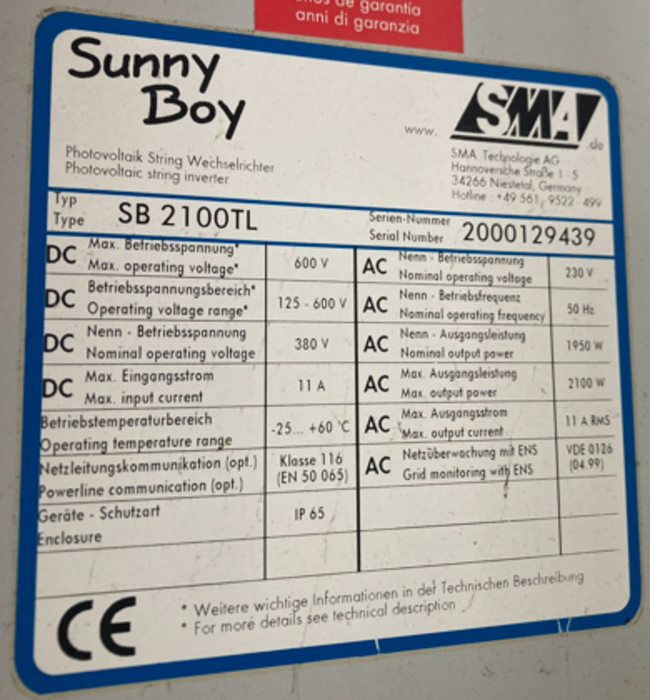 de garantía
anni di garanzia
Sunny
Boy
www. SMA .de
Photovoltaik String Wechselrichter
Photovoltaic string inverter
SMA Technologie AG
Hannoversche Straße 1 - 5
34266 Niestetal, Germany
Hotline : +49 561 9522 - 499
Typ
Type SB 2100TL
Serien-Nummer
Serial Number 2000129439
DC Max. Betriebsspannung*
Max. operating voltage* 600 V
AC Nenn - Betriebsspannung
Nominal operating voltage 230 V
DC Betriebsspannungsbereich*
Operating voltage range* 125 - 600 V
AC Nenn - Betriebsfrequenz
Nominal operating frequency 50 Hz
DC Nenn - Betriebsspannung
Nominal operating voltage 380 V
AC Nenn - Ausgangsleistung
Nominal output power 1950 W
DC Max. Eingangsstrom
Max. input current 11 A
AC Max. Ausgangsleistung
Max. output power 2100 W
Betriebstemperaturbereich
Operating temperature range -25... +60 °C
AC Max. Ausgangsstrom
Max. output current 11 A RMS
Netzleitungskommunikation (opt.)
Powerline communication (opt.)
Klasse 116
(EN 50 065)
AC Netzüberwachung mit ENS
Grid monitoring with ENS
VDE 0126
(04.99)
Geräte - Schutzart
Enclosure
IP 65
CE
* Weitere wichtige Informationen in der Technischen Beschreibung
* For more details see technical description